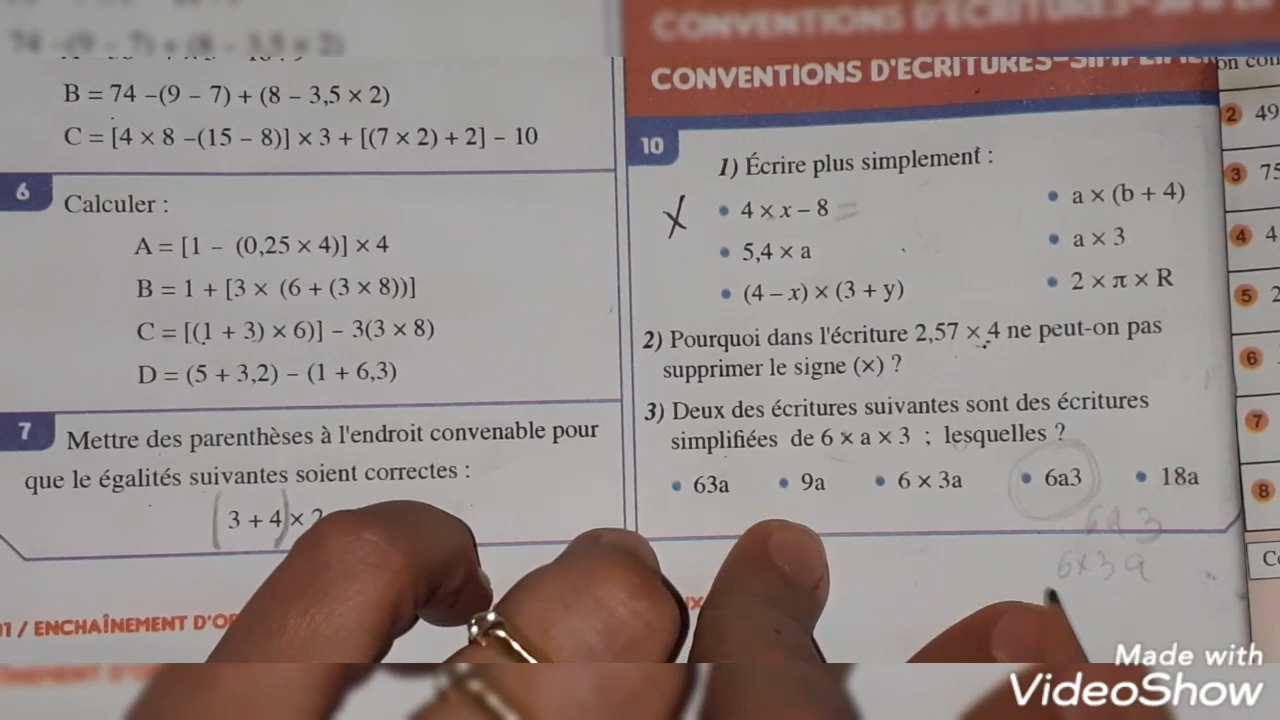 B = 74 –(9 – 7) + (8 – 3,5 × 2)
C = [4 × 8 –(15 – 8)] × 3 + [(7 × 2) + 2] – 10
6
Calculer :
A = [1 – (0,25 × 4)] × 4
B = 1 + [3 × (6 + (3 × 8))]
C = [(1 + 3) × 6)] – 3(3 × 8)
D = (5 + 3,2) – (1 + 6,3)
7
Mettre des parenthèses à l'endroit convenable pour
que le égalités suivantes soient correctes :
(3 + 4) ×
01 / ENCHAÎNEMENT
CONVENTIONS D'ECRITURES-
10
1) Écrire plus simplement :
X
• 4 × x – 8 =
• a × (b + 4)
• 5,4 × a
• a × 3
• (4 – x) × (3 + y)
• 2 × π × R
2) Pourquoi dans l'écriture 2,57 × 4 ne peut-on pas
supprimer le signe (×) ?
3) Deux des écritures suivantes sont des écritures
simplifiées de 6 × a × 3 ; lesquelles ?
• 63a • 9a • 6 × 3a • 6a3 • 18a
6a3
6×3a
2 49
3 75
4 4
5
6
7
8
Made with
VideoShow